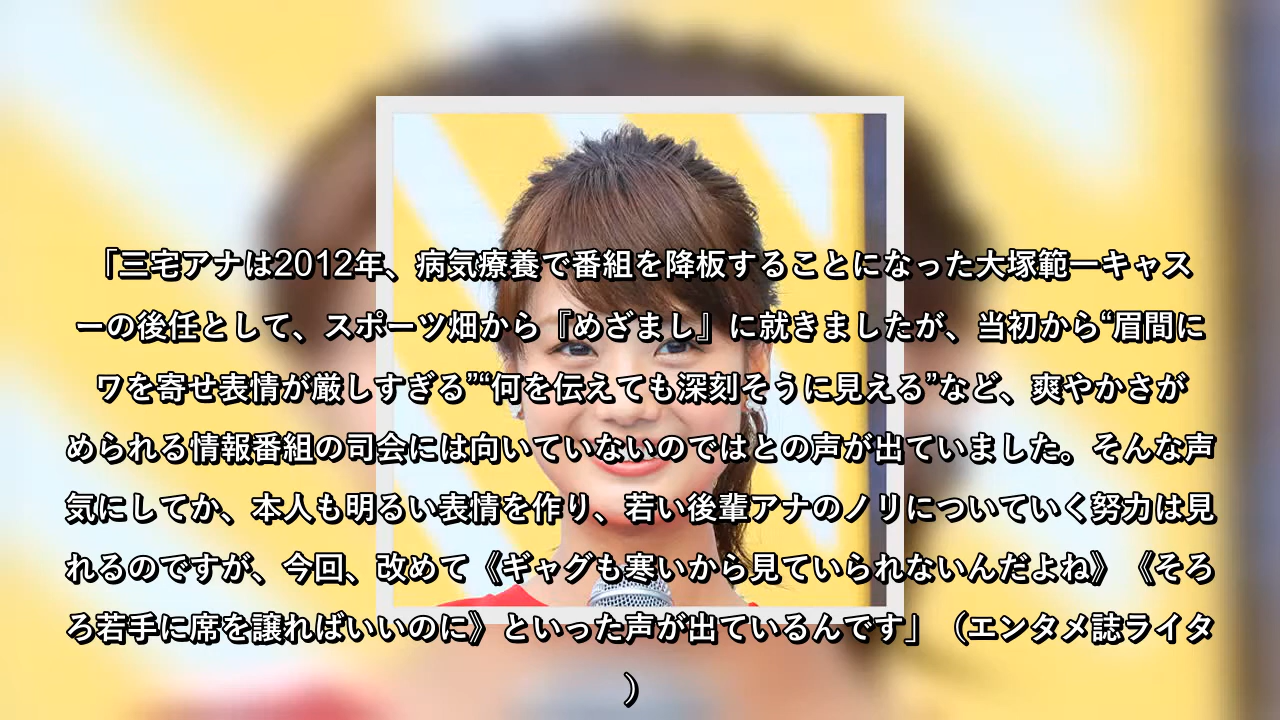 「三宅アナは2012年、病気療養で番組を降板することになった大塚範一キャス
ーの後任として、スポーツ畑から『めざまし』に就きましたが、当初から“眉間に
ワを寄せ表情が厳しすぎる”“何を伝えても深刻そうに見える”など、爽やかさが
められる情報番組の司会には向いていないのではとの声が出ていました。そんな声
気にしてか、本人も明るい表情を作り、若い後輩アナのノリについていく努力は見
れるのですが、今回、改めて《ギャグも寒いから見ていられないんだよね》《そろ
ろ若手に席を譲ればいいのに》といった声が出ているんです」（エンタメ誌ライタ
）